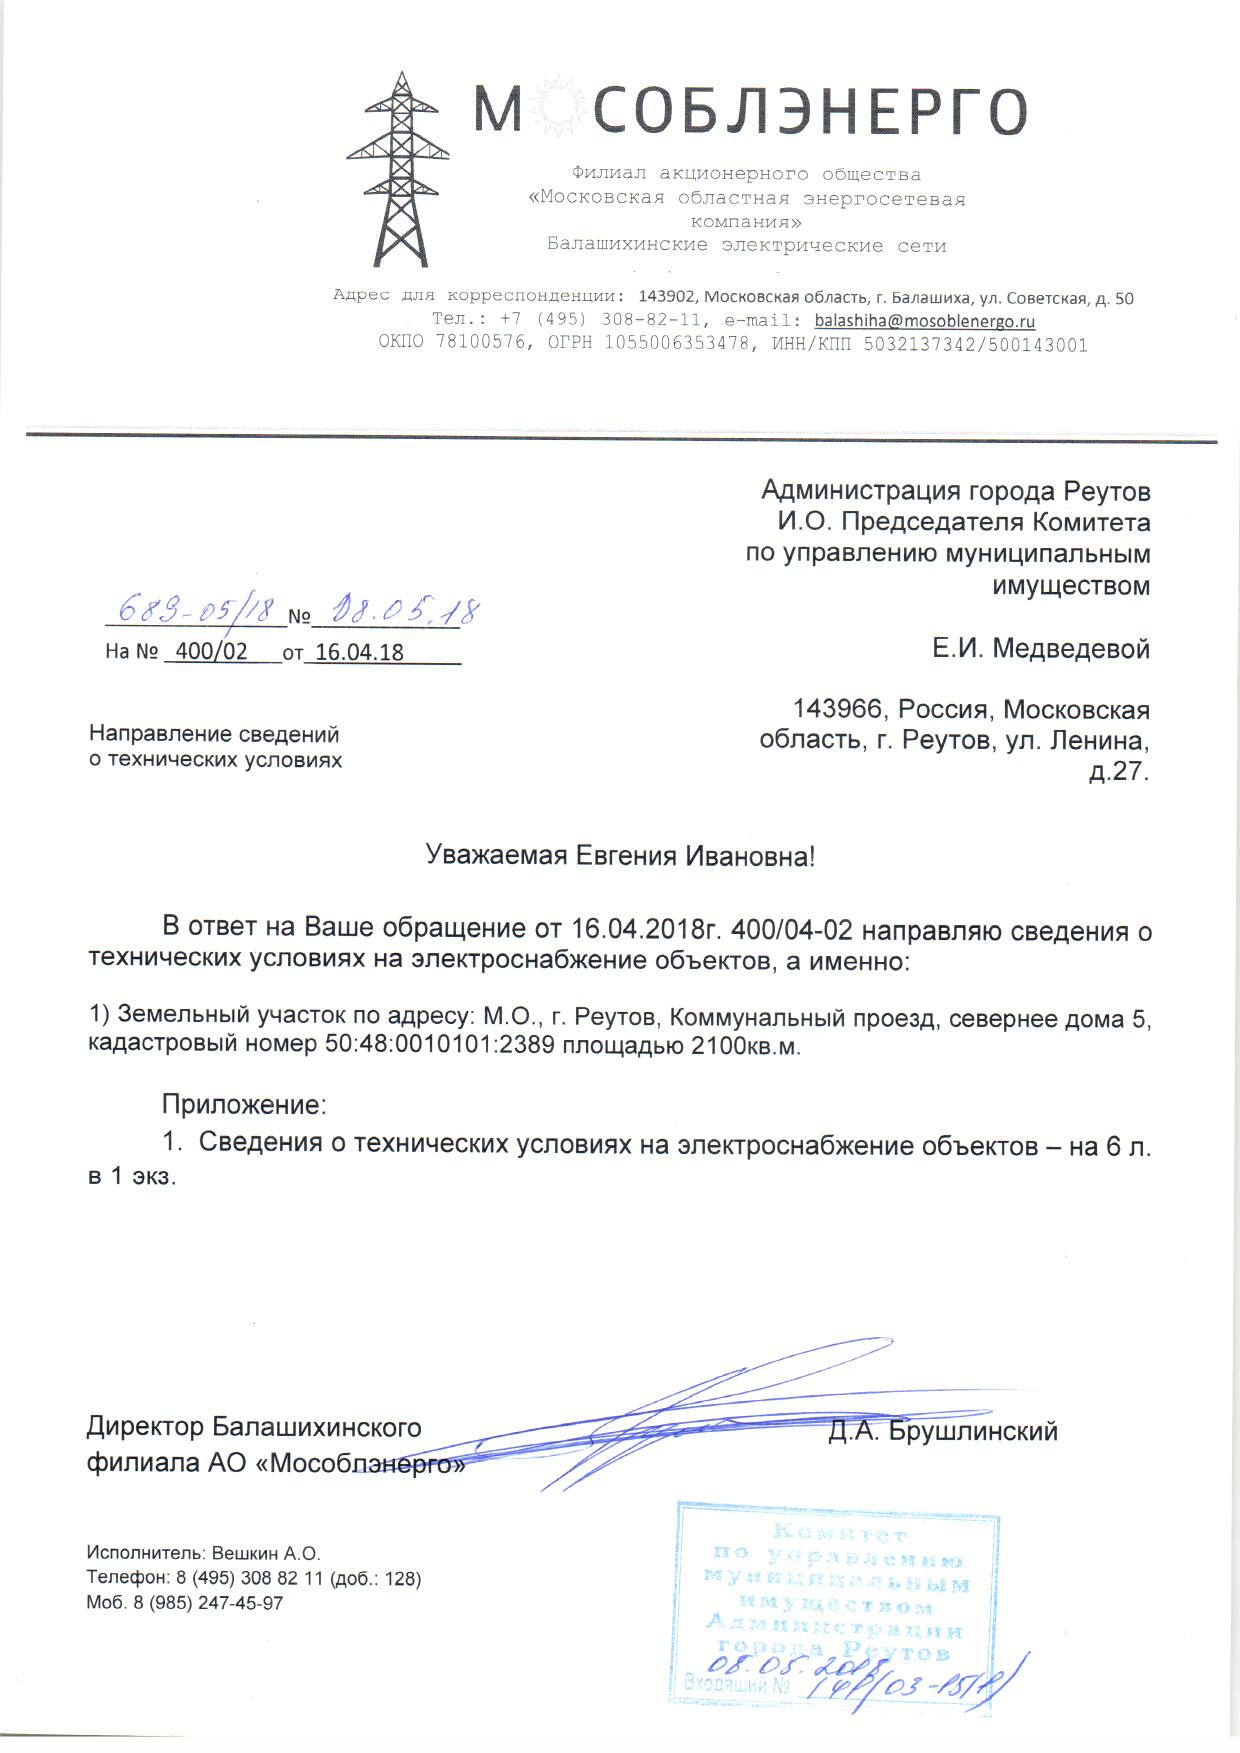 МОСОБЛЭНЕРГО
Филиал акционерного общества
«Московская областная энергосетевая
компания»
Балашихинские электрические сети
Адрес для корреспонденции: 143902, Московская область, г. Балашиха, ул. Советская, д. 50
Тел.: +7 (495) 308-82-11, e-mail: balashiha@mosoblenergo.ru
ОКПО 78100576, ОГРН 1055006353478, ИНН/КПП 5032137342/500143001
Администрация города Реутов
И.О. Председателя Комитета
по управлению муниципальным
имуществом
Е.И. Медведевой
143966, Россия, Московская
область, г. Реутов, ул. Ленина,
д.27.
689-05/18 № 08.05.18
На № 400/02 от 16.04.18
Направление сведений
о технических условиях
Уважаемая Евгения Ивановна!
В ответ на Ваше обращение от 16.04.2018г. 400/04-02 направляю сведения о
технических условиях на электроснабжение объектов, а именно:
1) Земельный участок по адресу: М.О., г. Реутов, Коммунальный проезд, севернее дома 5,
кадастровый номер 50:48:0010101:2389 площадью 2100кв.м.
Приложение:
1. Сведения о технических условиях на электроснабжение объектов – на 6 л.
в 1 экз.
Директор Балашихинского
филиала АО «Мособлэнерго»
Д.А. Брушлинский
Исполнитель: Вешкин А.О.
Телефон: 8 (495) 308 82 11 (доб.: 128)
Моб. 8 (985) 247-45-97
Комитет
по управлению
муниципальным
имуществом
Администрации
города Реутов
08.05.2018
Входящий №